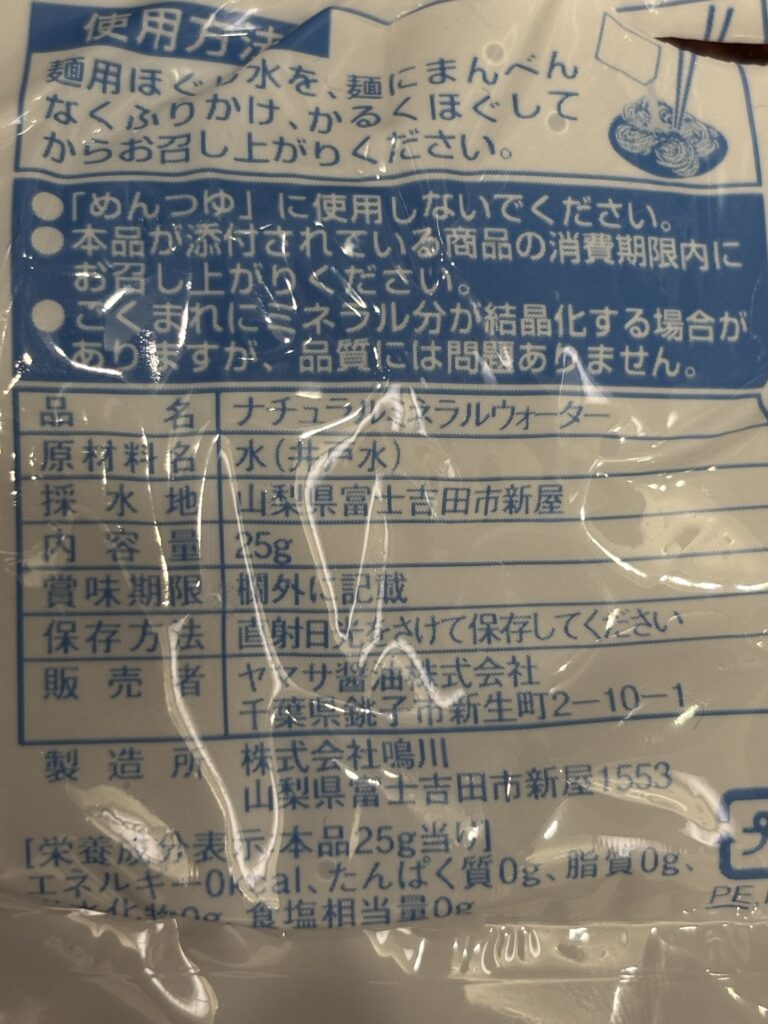 使用方法
麺用ほぐし水を、麺にまんべん
なくふりかけ、かるくほぐして
からお召し上がりください。
●「めんつゆ」に使用しないでください。
●本品が添付されている商品の消費期限内に
お召し上がりください。
●ごくまれにミネラル分が結晶化する場合が
ありますが、品質には問題ありません。
品名 ナチュラルミネラルウォーター
原材料名 水(井戸水)
採水地 山梨県富士吉田市新屋
内容量 25g
賞味期限 欄外に記載
保存方法 直射日光をさけて保存してください
販売者 ヤマサ醤油株式会社
千葉県銚子市新生町2-10-1
製造所 株式会社鳴川
山梨県富士吉田市新屋1553
[栄養成分表示 本品25g当り]
エネルギー0kcal、たんぱく質0g、脂質0g、
炭水化物0g、食塩相当量0g
プ
PE,